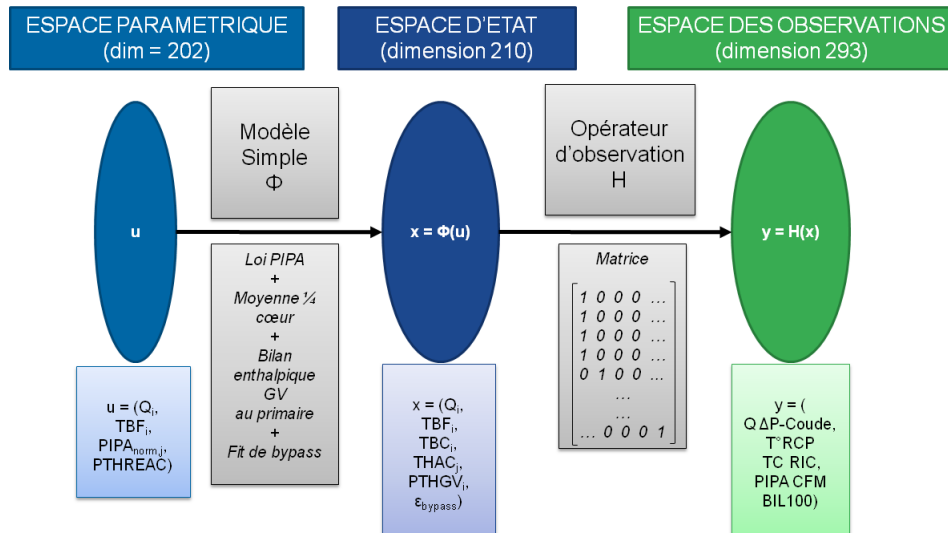 ESPACE PARAMETRIQUE
(dim = 202)
ESPACE D'ETAT
(dimension 210)
ESPACE DES OBSERVATIONS
(dimension 293)
Modèle
Simple
Φ
Opérateur
d'observation
H
u
x = Φ(u)
y = H(x)
Loi PIPA
+
Moyenne ¼
cœur
+
Bilan
enthalpique
GV
au primaire
+
Fit de bypass
Matrice
1 0 0 0 ...
1 0 0 0 ...
1 0 0 0 ...
1 0 0 0 ...
0 1 0 0 ...
...
...
... 0 0 0 1
u = (Qi,
TBFi,
PIPAnorm,j,
PTHREAC)
x = (Qi,
TBFi,
TBCi,
THACj,
PTHGVi,
εbypass)
y = (
Q ΔP-Coude,
T°RCP
TC RIC,
PIPA CFM
BIL100)